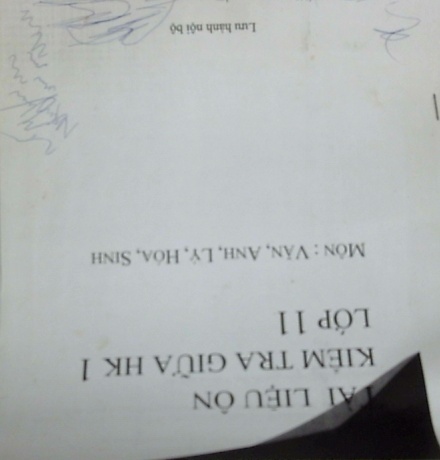 TÀI LIỆU ÔN
KIỂM TRA GIỮA HK 1
LỚP 11
MÔN : VĂN, ANH, LÝ, HÓA, SINH
Lưu hành nội bộ